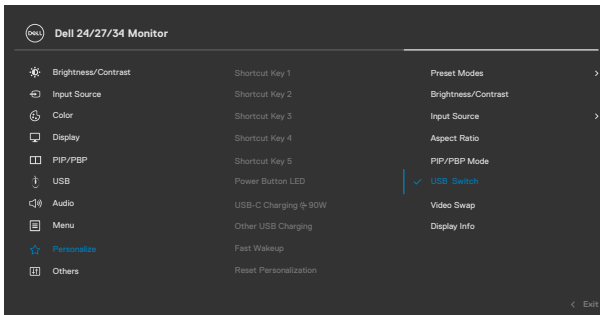 DELL Dell 24/27/34 Monitor
Brightness/Contrast
Input Source
Color
Display
PIP/PBP
USB
Audio
Menu
Personalize
Others
Shortcut Key 1
Shortcut Key 2
Shortcut Key 3
Shortcut Key 4
Shortcut Key 5
Power Button LED
USB-C Charging 90W
Other USB Charging
Fast Wakeup
Reset Personalization
Preset Modes >
Brightness/Contrast
Input Source >
Aspect Ratio
PIP/PBP Mode
✓ USB Switch
Video Swap
Display Info
< Exit